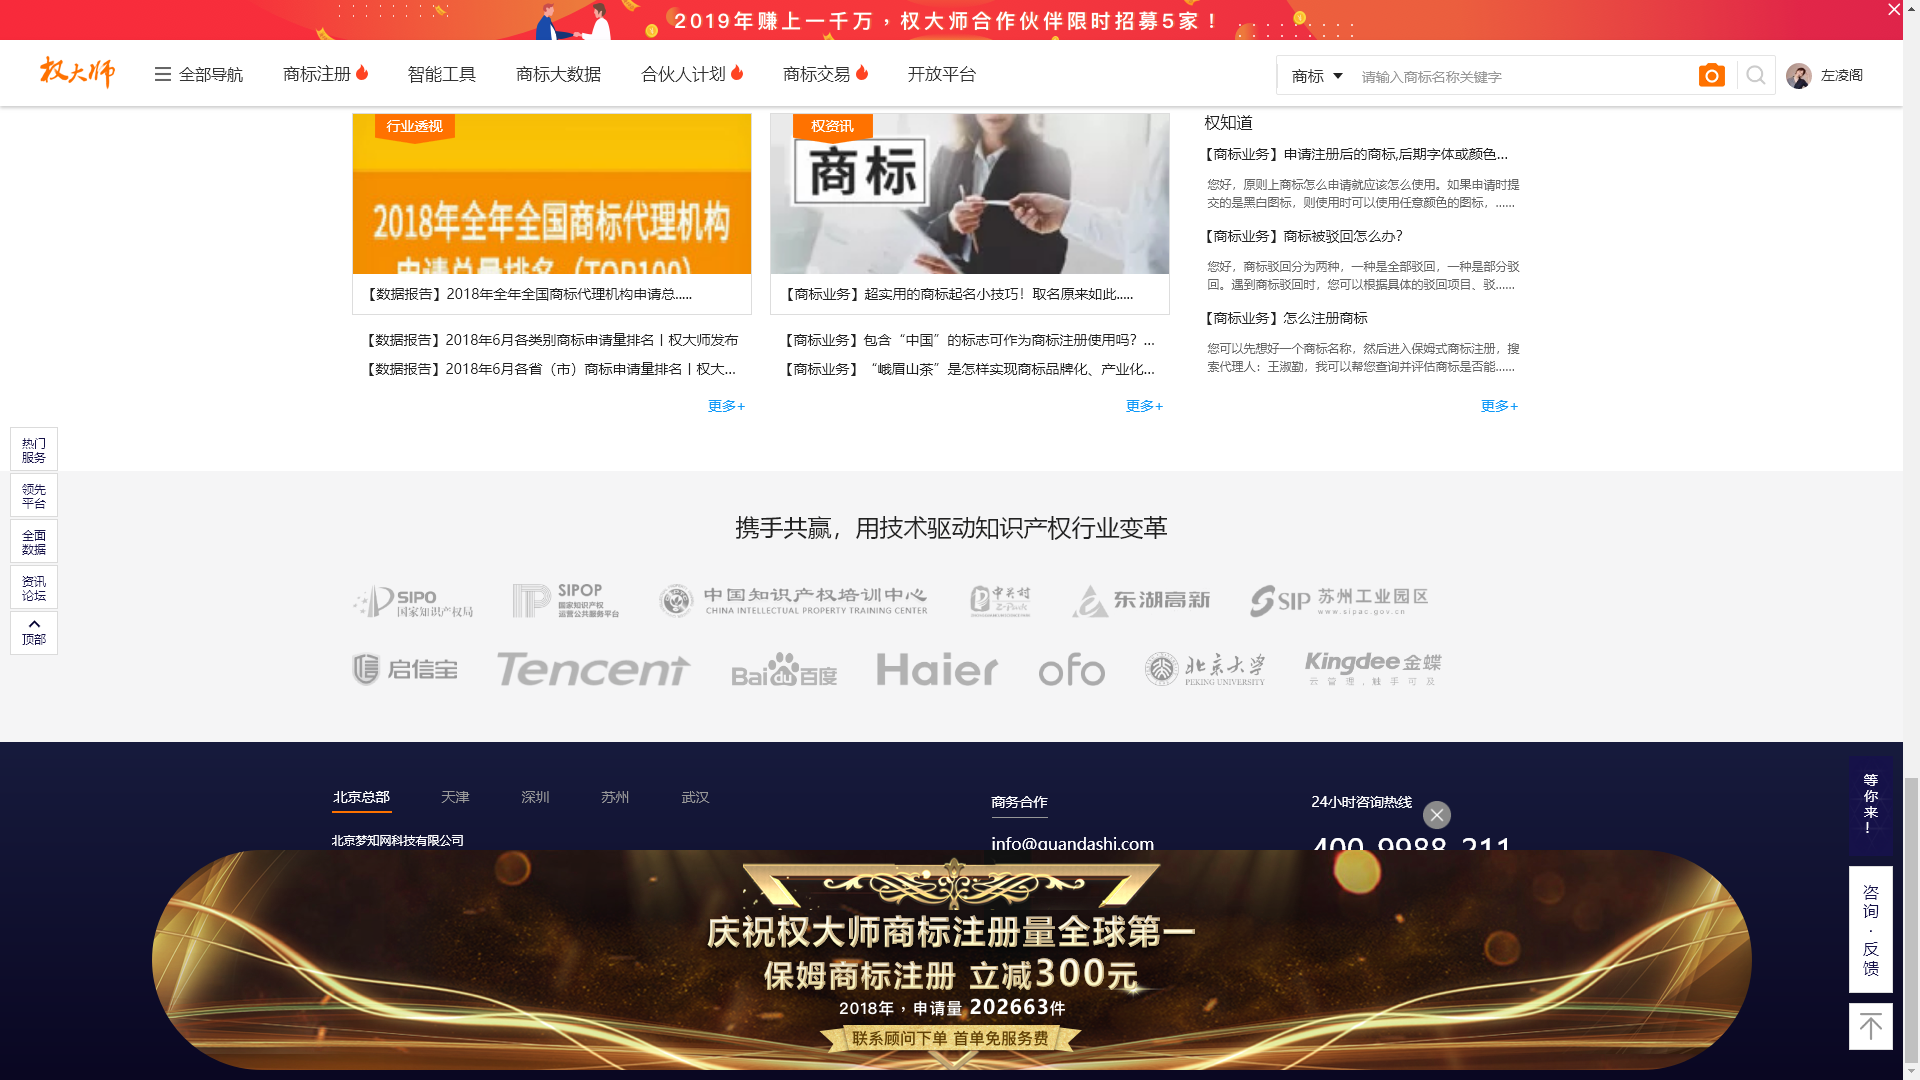 2019年赚上一千万，权大师合作伙伴限时招募5家！
权大师
全部导航
商标注册
智能工具
商标大数据
合伙人计划
商标交易
开放平台
商标
请输入商标名称关键字
左凌阁
行业透视
2018年全年全国商标代理机构
申请总量排名（TOP100）
【数据报告】2018年全年全国商标代理机构申请总.....
【数据报告】2018年6月各类别商标申请量排名丨权大师发布
【数据报告】2018年6月各省（市）商标申请量排名丨权大...
更多+
权资讯
商标
【商标业务】超实用的商标起名小技巧！取名原来如此.....
【商标业务】包含“中国”的标志可作为商标注册使用吗？...
【商标业务】“峨眉山茶”是怎样实现商标品牌化、产业化...
更多+
权知道
【商标业务】申请注册后的商标,后期字体或颜色...
您好，原则上商标怎么申请就应该怎么使用。如果申请时提
交的是黑白图标，则使用时可以使用任意颜色的图标，......
【商标业务】商标被驳回怎么办？
您好，商标驳回分为两种，一种是全部驳回，一种是部分驳
回。遇到商标驳回时，您可以根据具体的驳回项目、驳......
【商标业务】怎么注册商标
您可以先想好一个商标名称，然后进入保姆式商标注册，搜
索代理人：王淑勤，我可以帮您查询并评估商标是否能......
更多+
热门
服务
领先
平台
全面
数据
资讯
论坛
顶部
携手共赢，用技术驱动知识产权行业变革
SIPO
国家知识产权局
SIPOP
国家知识产权
运营公共服务平台
中国知识产权培训中心
CHINA INTELLECTUAL PROPERTY TRAINING CENTER
中关村
Z-Park
东湖高新
SIP 苏州工业园区
www.sipac.gov.cn
启信宝
Tencent
Baidu百度
Haier
ofo
北京大学
PEKING UNIVERSITY
Kingdee金蝶
云管理，触手可及
北京总部
天津
深圳
苏州
武汉
北京梦知网科技有限公司
商务合作
info@quandashi.com
24小时咨询热线
400-9988-211
庆祝权大师商标注册量全球第一
保姆商标注册 立减300元
2018年，申请量 202663件
联系顾问下单 首单免服务费
等你来！
咨询·反馈